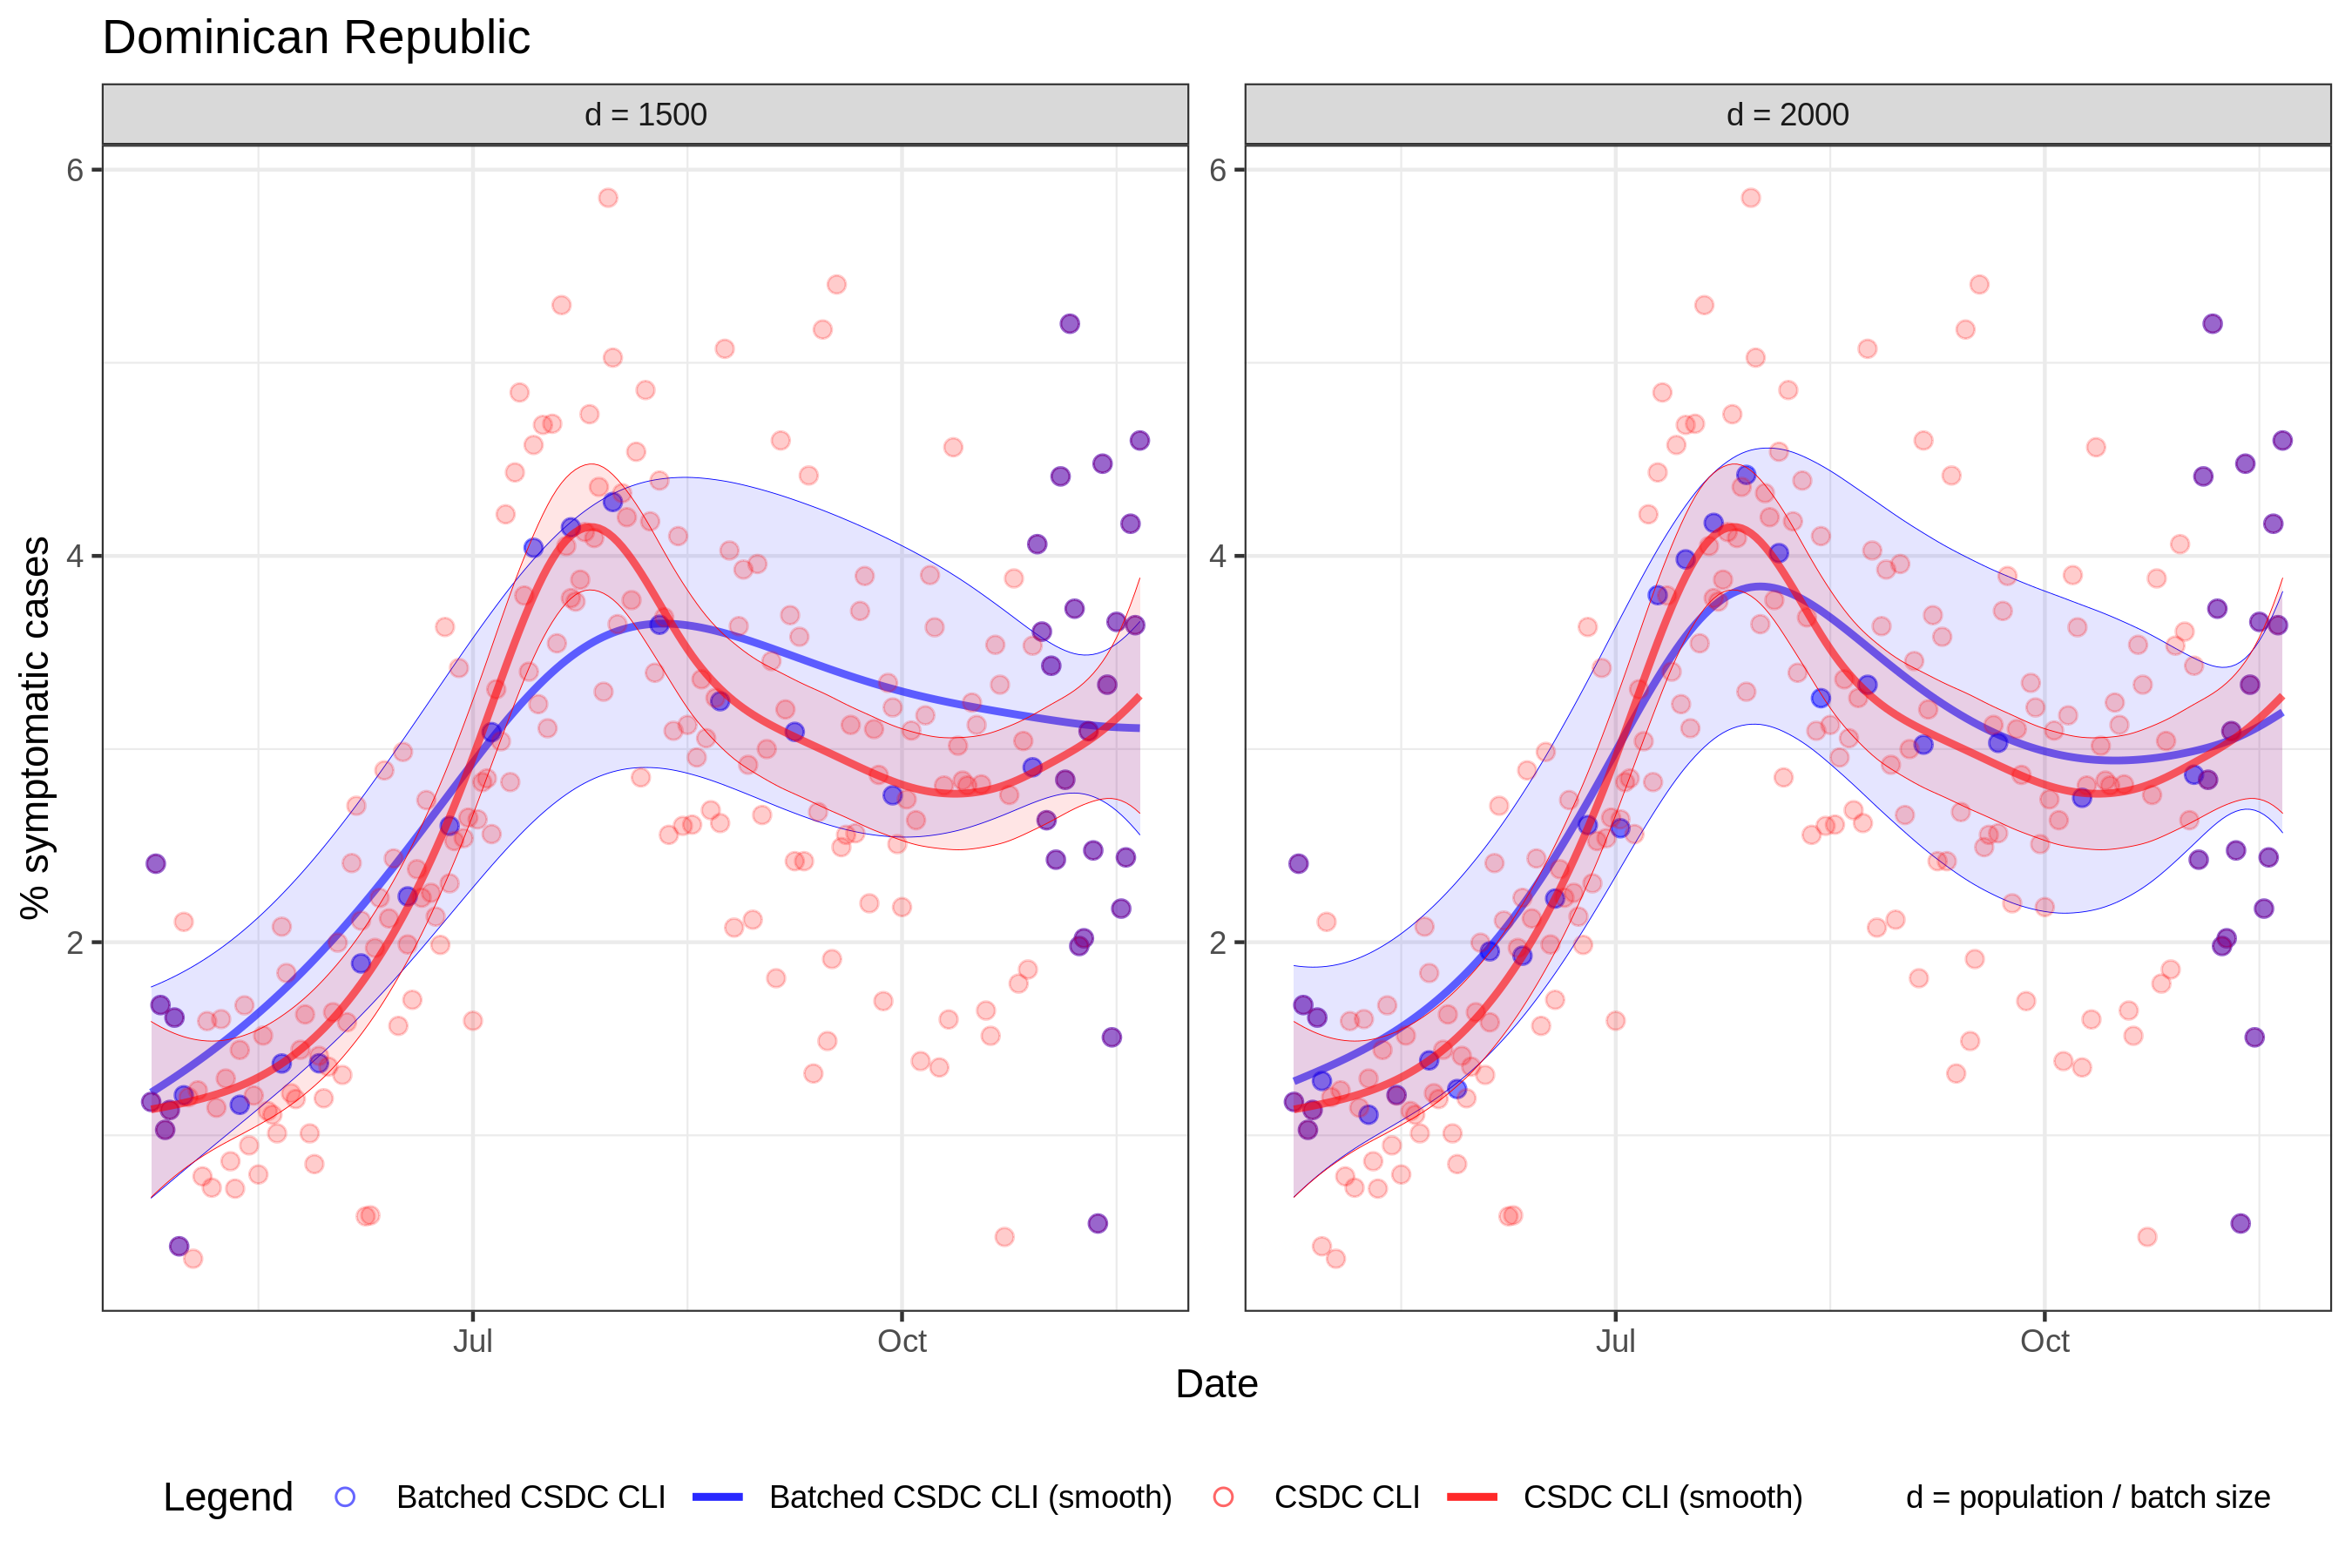 Dominican Republic
d = 1500
d = 2000
% symptomatic cases
6
4
2
6
4
2
Jul
Oct
Jul
Oct
Date
Legend
Batched CSDC CLI
Batched CSDC CLI (smooth)
CSDC CLI
CSDC CLI (smooth)
d = population / batch size